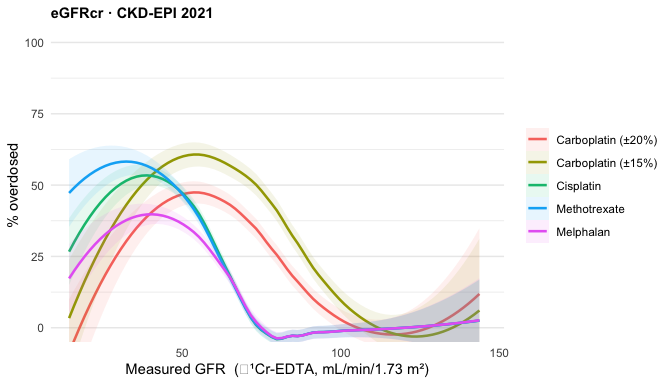 eGFRcr · CKD-EPI 2021
100
75
50
25
0
% overdosed
50
100
150
Measured GFR (□¹Cr-EDTA, mL/min/1.73 m²)
Carboplatin (±20%)
Carboplatin (±15%)
Cisplatin
Methotrexate
Melphalan